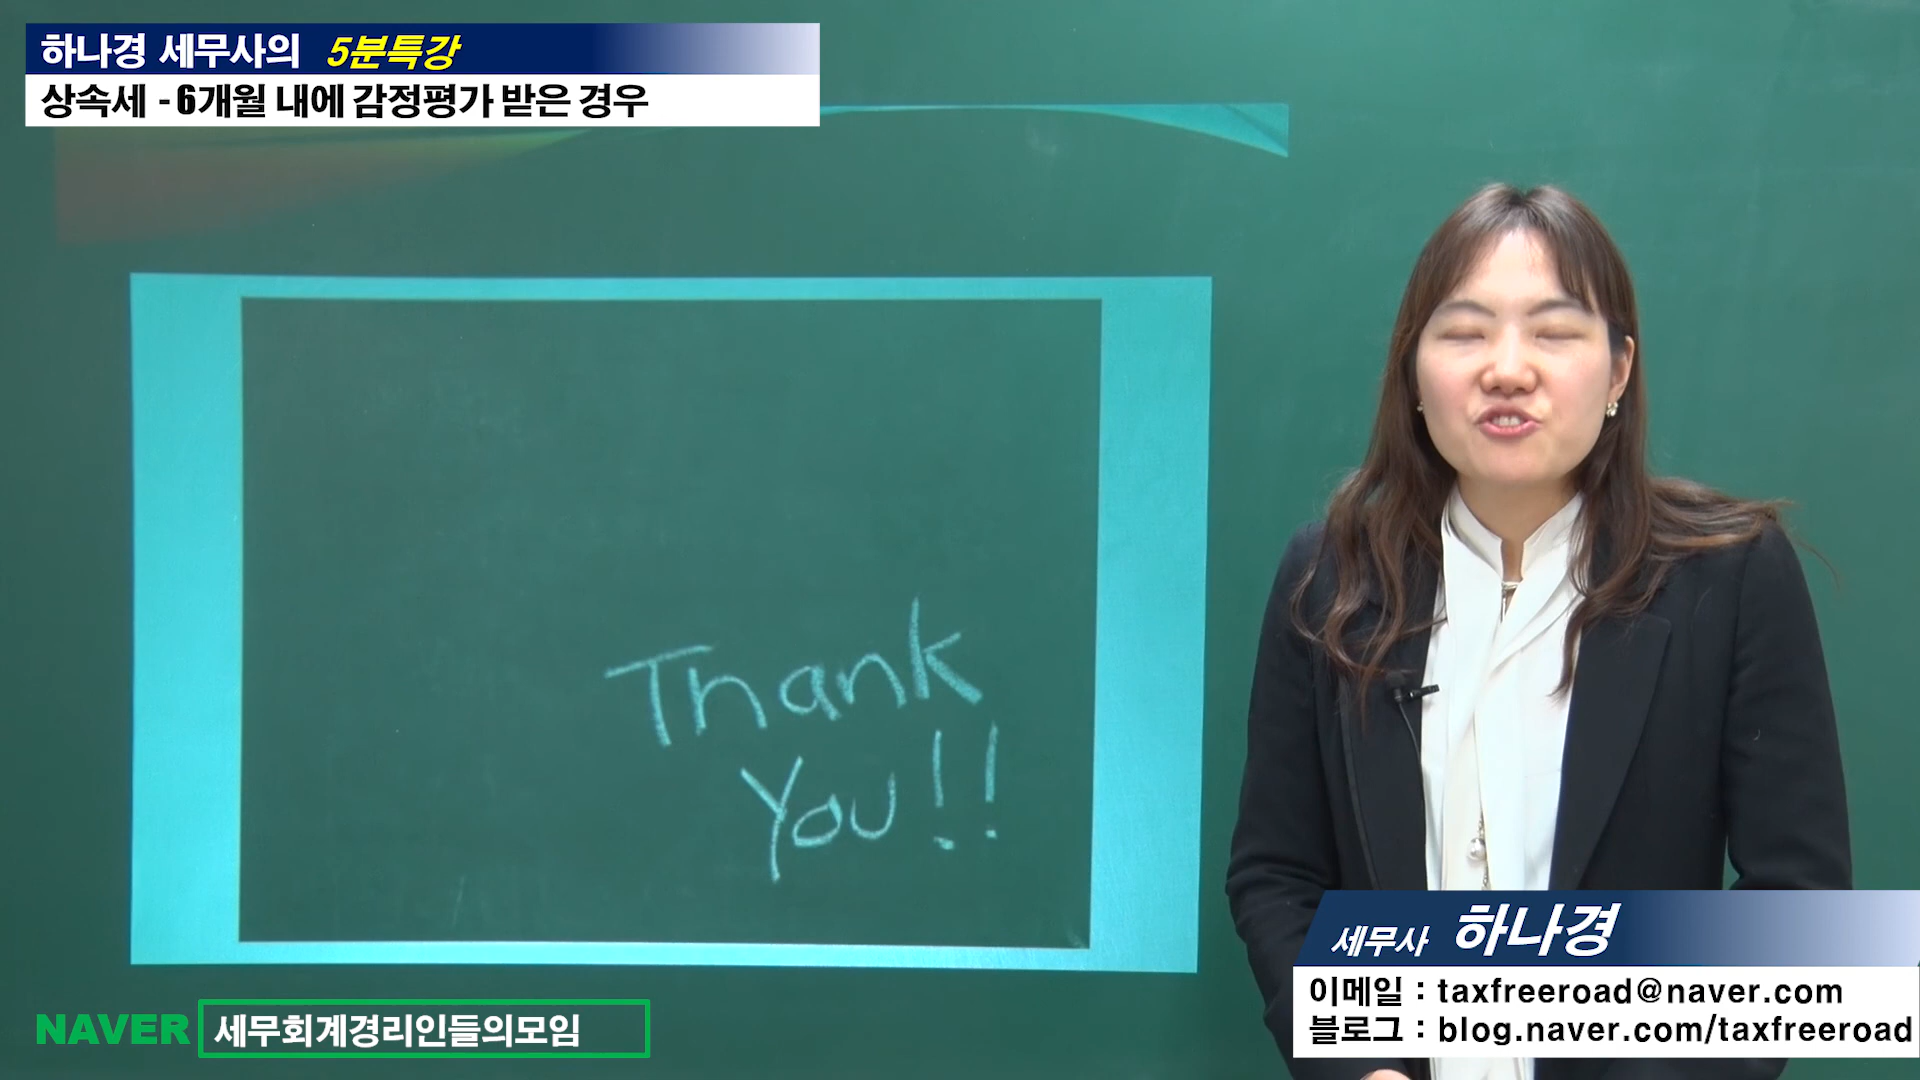 하나경 세무사의 5분특강
상속세 - 6개월 내에 감정평가 받은 경우
Thank
You!!
세무사 하나경
이메일 : taxfreeroad@naver.com
블로그 : blog.naver.com/taxfreeroad
NAVER 세무회계경리인들의모임